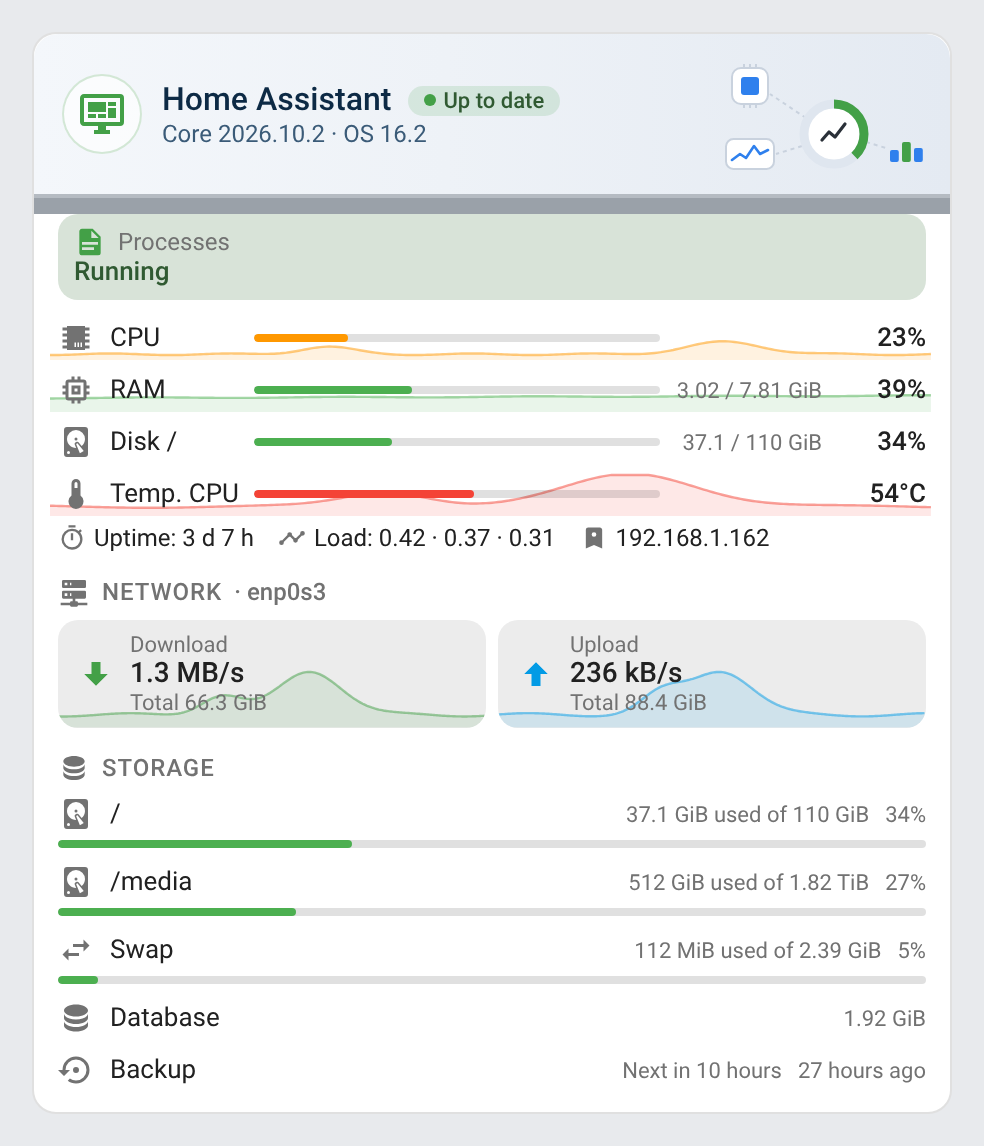 Home Assistant Up to date
Core 2026.10.2 · OS 16.2
Processes
Running
CPU 23%
RAM 3.02 / 7.81 GiB 39%
Disk / 37.1 / 110 GiB 34%
Temp. CPU 54°C
Uptime: 3 d 7 h Load: 0.42 · 0.37 · 0.31 192.168.1.162
NETWORK · enp0s3
Download
1.3 MB/s
Total 66.3 GiB
Upload
236 kB/s
Total 88.4 GiB
STORAGE
/ 37.1 GiB used of 110 GiB 34%
/media 512 GiB used of 1.82 TiB 27%
Swap 112 MiB used of 2.39 GiB 5%
Database 1.92 GiB
Backup Next in 10 hours 27 hours ago